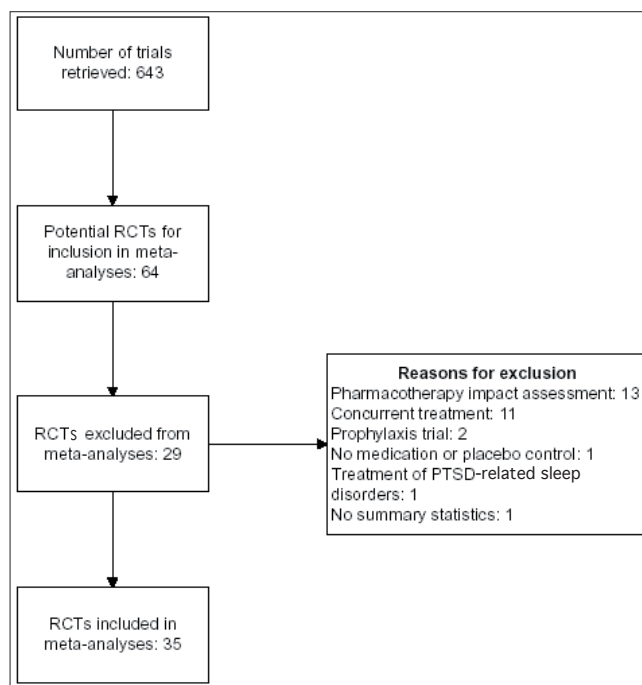 Number of trials
retrieved: 643
Potential RCTs for
inclusion in meta-
analyses: 64
RCTs excluded from
meta-analyses: 29
Reasons for exclusion
Pharmacotherapy impact assessment: 13
Concurrent treatment: 11
Prophylaxis trial: 2
No medication or placebo control: 1
Treatment of PTSD-related sleep
disorders: 1
No summary statistics: 1
RCTs included in
meta-analyses: 35